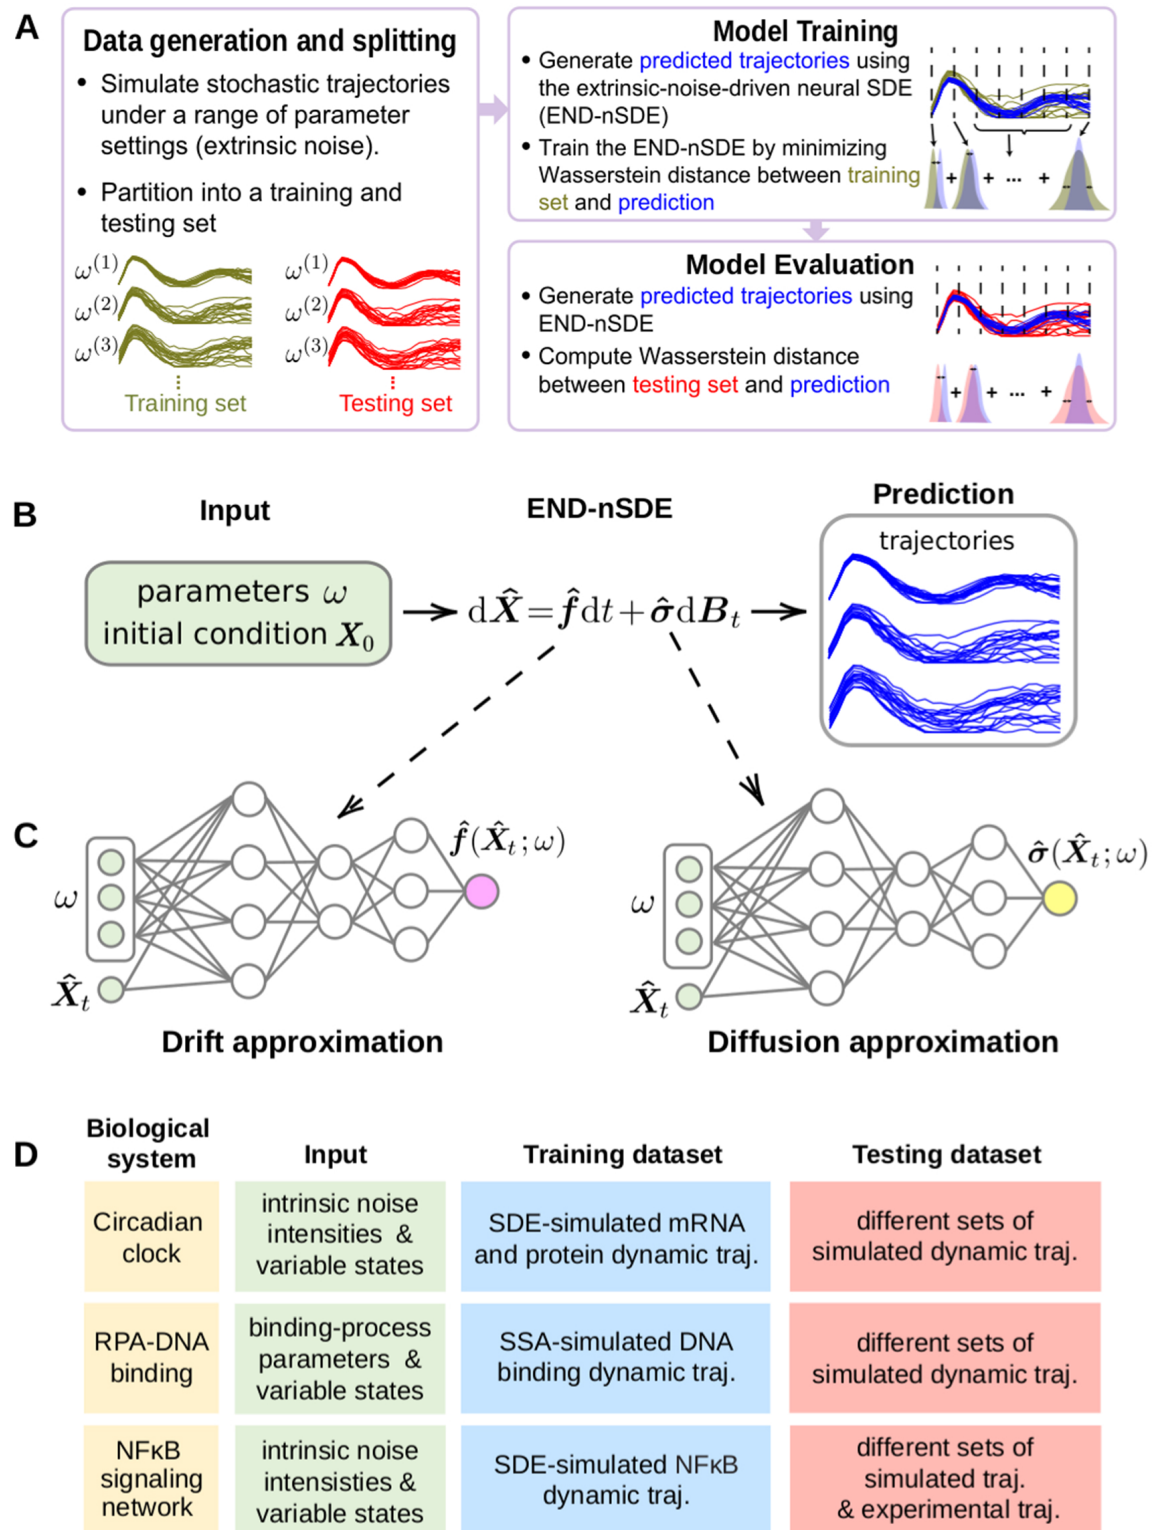 A
Data generation and splitting
• Simulate stochastic trajectories
under a range of parameter
settings (extrinsic noise).
• Partition into a training and
testing set
ω(1)
ω(2)
ω(3)
Training set
ω(1)
ω(2)
ω(3)
Testing set
Model Training
• Generate predicted trajectories using
the extrinsic-noise-driven neural SDE
(END-nSDE)
• Train the END-nSDE by minimizing
Wasserstein distance between training
set and prediction
+ + ... +
Model Evaluation
• Generate predicted trajectories using
END-nSDE
• Compute Wasserstein distance
between testing set and prediction
+ + ... +
B
Input
END-nSDE
Prediction
parameters ω
initial condition X₀
dX̂ = f̂dt + σ̂dBₜ
trajectories
C
ω
X̂ₜ
f̂(X̂ₜ; ω)
Drift approximation
ω
X̂ₜ
σ̂(X̂ₜ; ω)
Diffusion approximation
D
Biological
system
Input
Training dataset
Testing dataset
Circadian
clock
intrinsic noise
intensities &
variable states
SDE-simulated mRNA
and protein dynamic traj.
different sets of
simulated dynamic traj.
RPA-DNA
binding
binding-process
parameters &
variable states
SSA-simulated DNA
binding dynamic traj.
different sets of
simulated dynamic traj.
NFκB
signaling
network
intrinsic noise
intensisties &
variable states
SDE-simulated NFκB
dynamic traj.
different sets of
simulated traj.
& experimental traj.